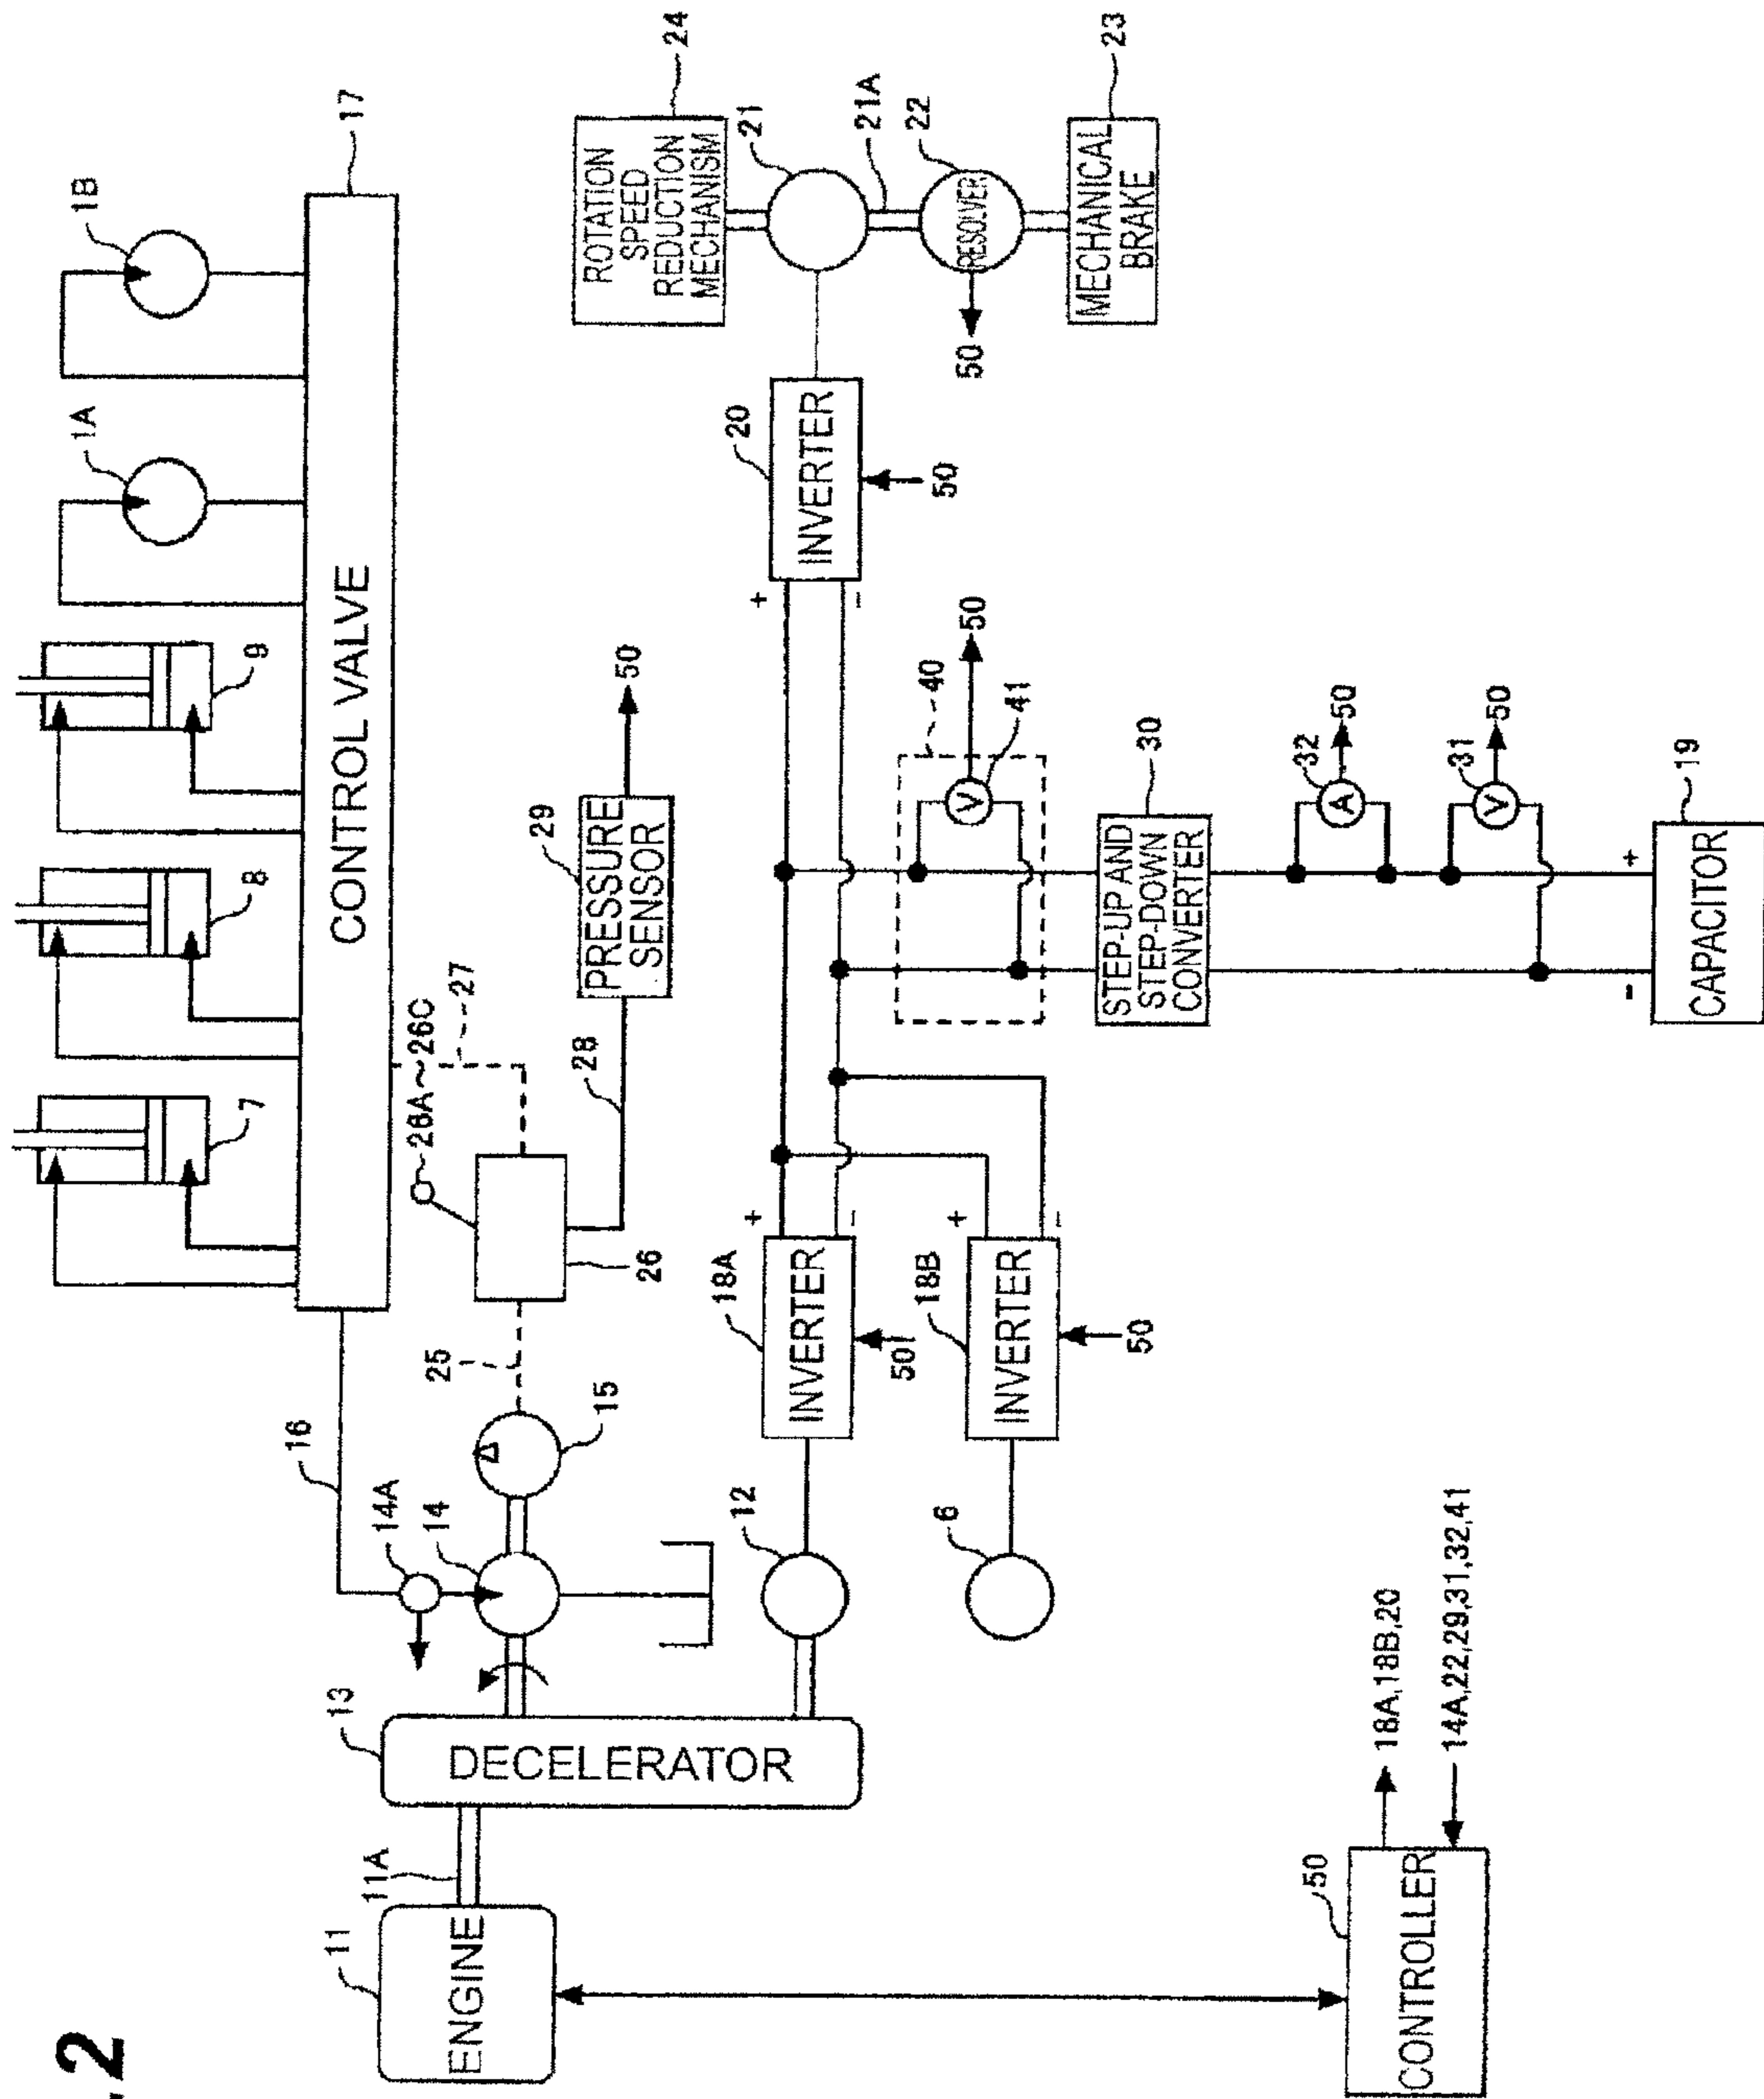 .2
1A
1B
7
8
9
17
CONTROL VALVE
16
14A
14
25
15
26A~26C
27
26
28
29
PRESSURE
SENSOR
50
24
ROTATION
SPEED
REDUCTION
MECHANISM
21
21A
22
RESOLVER
50
23
MECHANICAL
BRAKE
11
ENGINE
11A
13
DECELERATOR
12
18A
INVERTER
+
-
50
20
INVERTER
+
-
50
6
18B
INVERTER
+
-
50
40
V
41
50
30
STEP-UP AND
STEP-DOWN
CONVERTER
32
A
50
31
V
50
19
CAPACITOR
+
-
50
CONTROLLER
18A,18B,20
14A,22,29,31,32,41